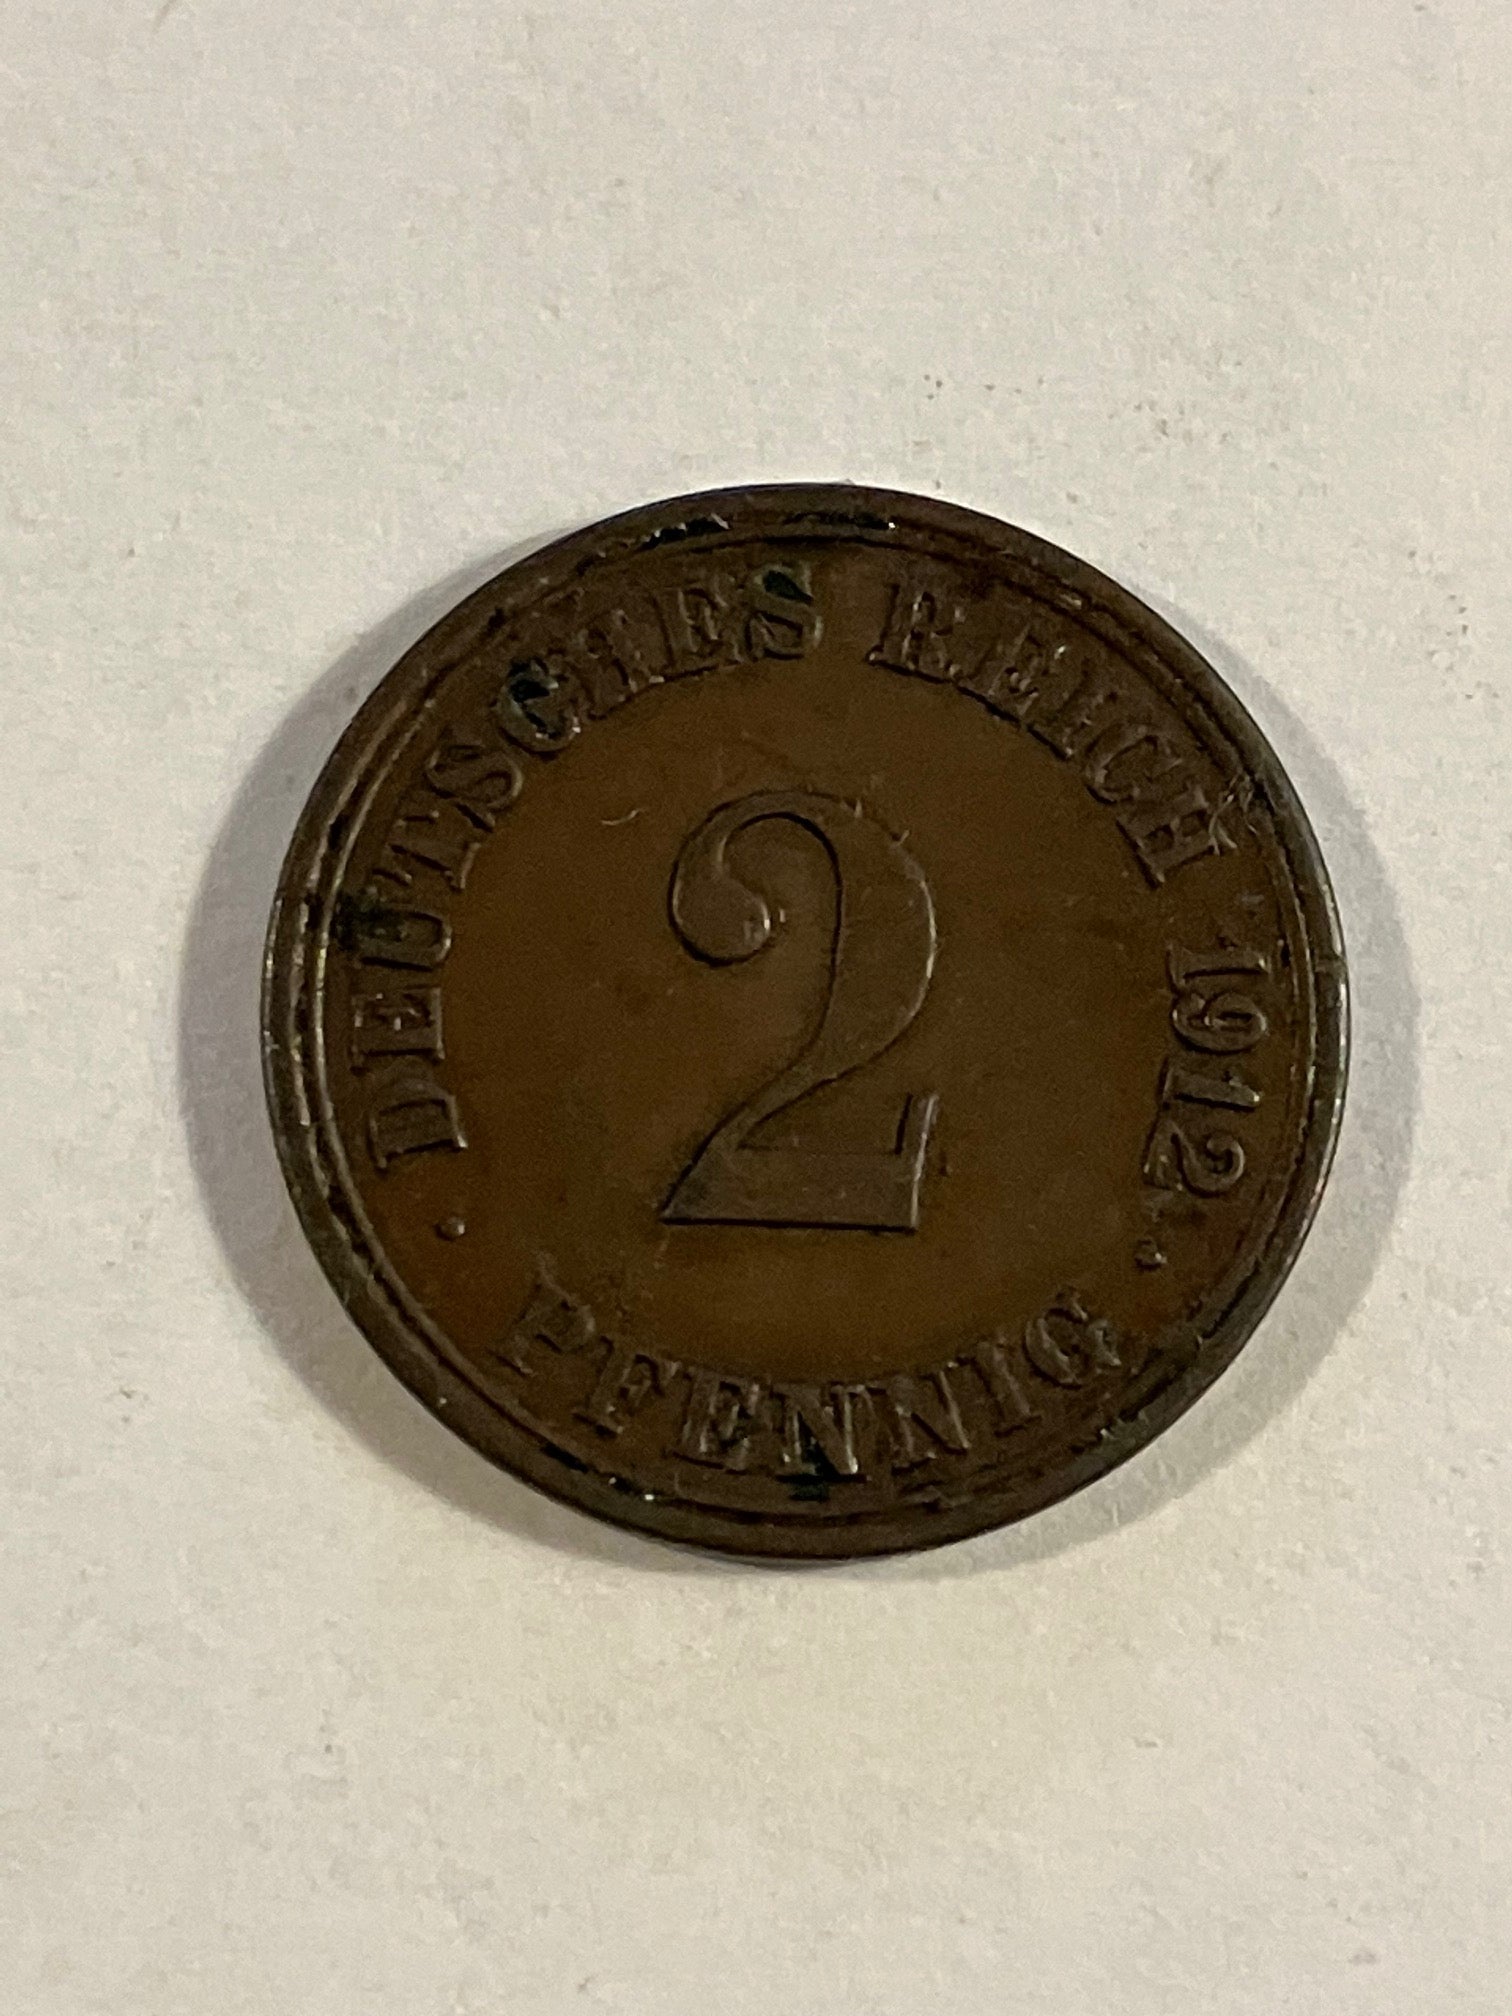 DEUTSCHES REICH 1912
2
PFENNIG